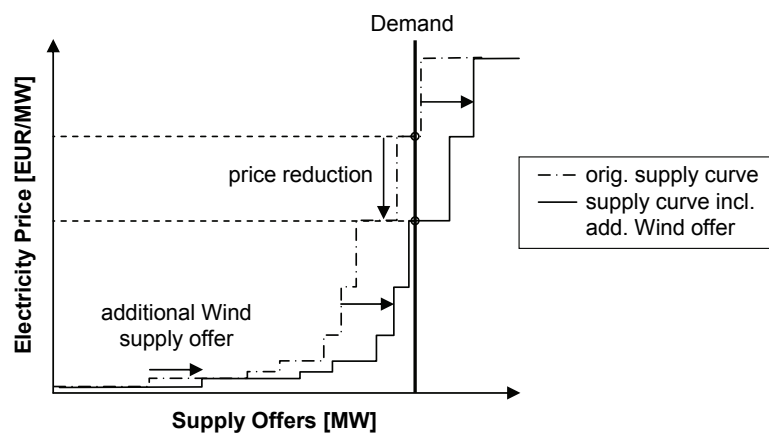 Demand
Electricity Price [EUR/MW]
price reduction
orig. supply curve
supply curve incl.
add. Wind offer
additional Wind
supply offer
Supply Offers [MW]